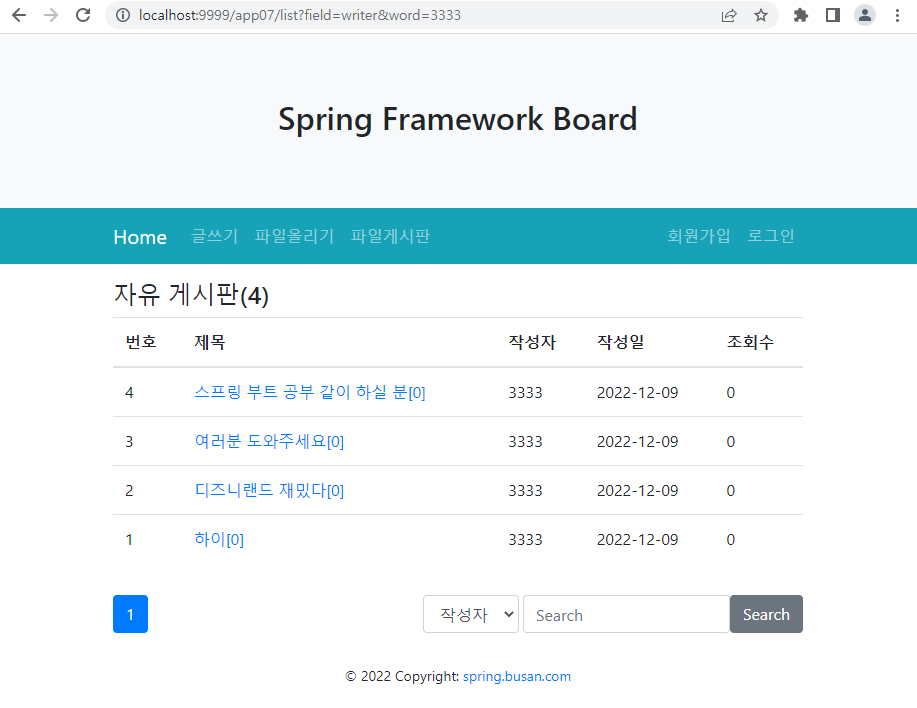 localhost:9999/app07/list?field=writer&word=3333
Spring Framework Board
Home 글쓰기 파일올리기 파일게시판 회원가입 로그인
자유 게시판(4)
번호 제목 작성자 작성일 조회수
4 스프링 부트 공부 같이 하실 분[0] 3333 2022-12-09 0
3 여러분 도와주세요[0] 3333 2022-12-09 0
2 디즈니랜드 재밌다[0] 3333 2022-12-09 0
1 하이[0] 3333 2022-12-09 0
1 작성자 Search Search
© 2022 Copyright: spring.busan.com